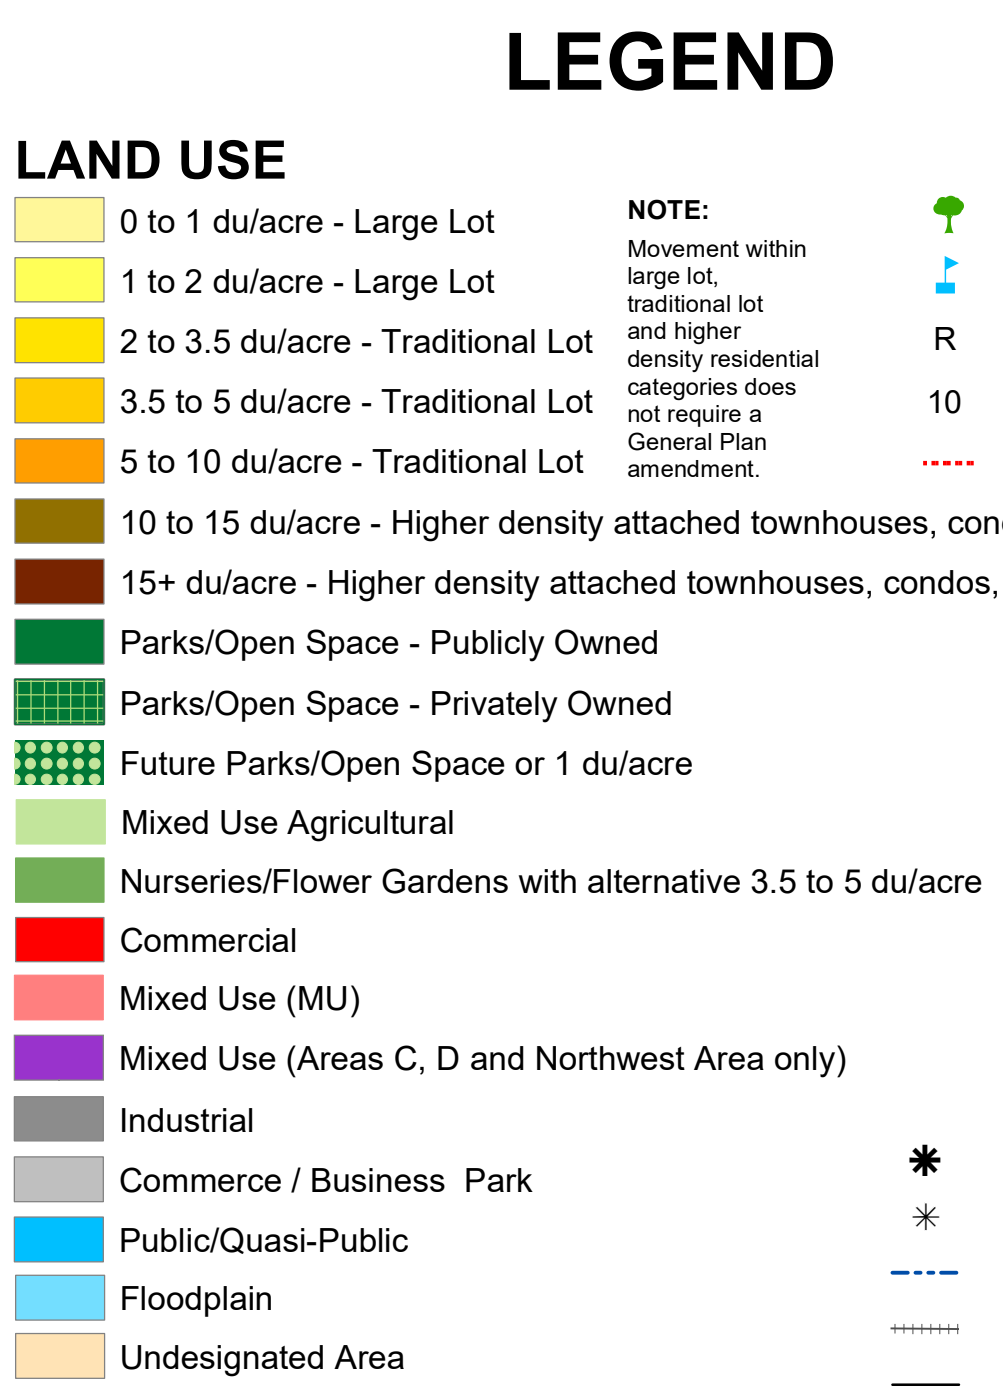 LEGEND
LAND USE
0 to 1 du/acre - Large Lot
1 to 2 du/acre - Large Lot
2 to 3.5 du/acre - Traditional Lot
3.5 to 5 du/acre - Traditional Lot
5 to 10 du/acre - Traditional Lot
10 to 15 du/acre - Higher density attached townhouses,
15+ du/acre - Higher density attached townhouses, condos,
Parks/Open Space - Publicly Owned
Parks/Open Space - Privately Owned
Future Parks/Open Space or 1 du/acre
Mixed Use Agricultural
Nurseries/Flower Gardens with alternative 3.5 to 5 du/acre
Commercial
Mixed Use (MU)
Mixed Use (Areas C, D and Northwest Area only)
Industrial
Commerce / Business Park
Public/Quasi-Public
Floodplain
Undesignated Area
NOTE:
Movement within
large lot,
traditional lot
and higher
density residential
categories does
not require a
General Plan
amendment.
R
10